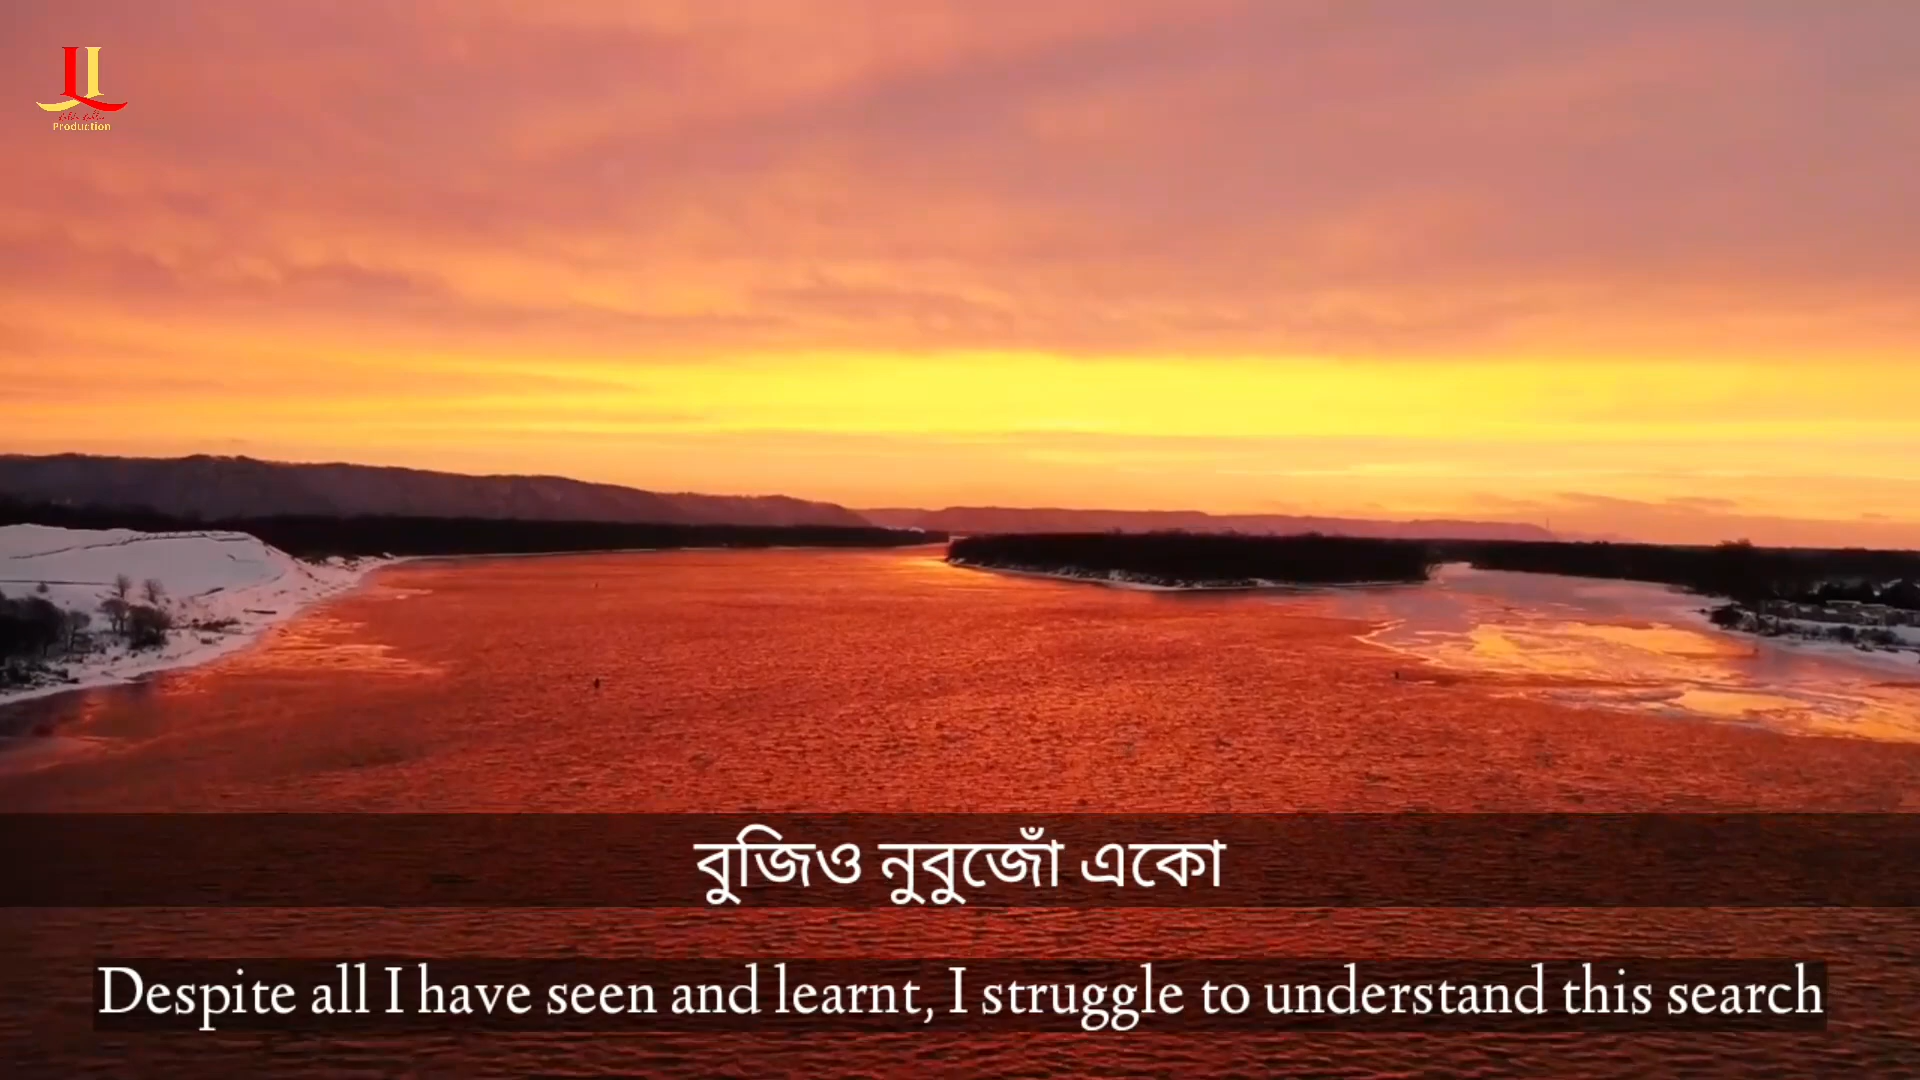 Production
বুজিও নুবুজোঁ একো
Despite all I have seen and learnt, I struggle to understand this search